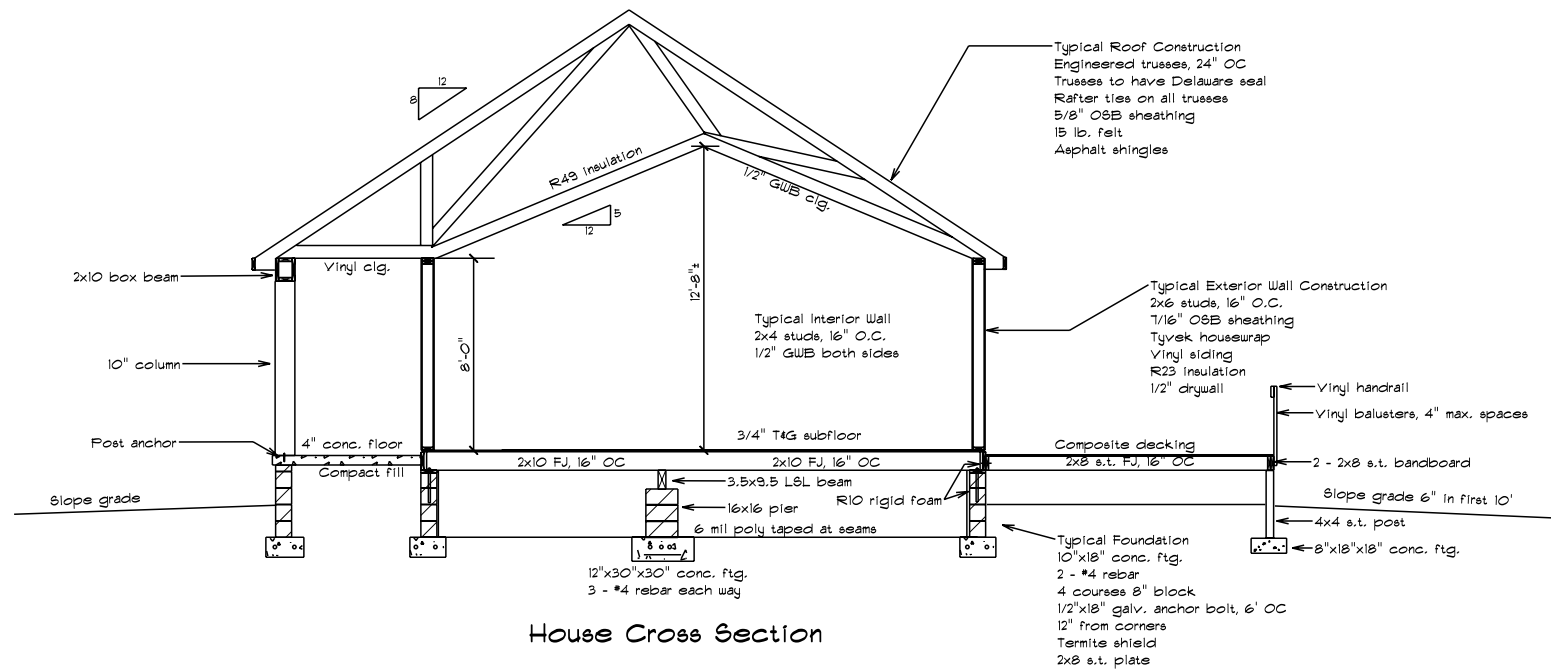 Typical Roof Construction
Engineered trusses, 24" OC
Trusses to have Delaware seal
Rafter ties on all trusses
5/8" OSB sheathing
15 lb. felt
Asphalt shingles
12
8
R49 insulation
1/2" GWB clg.
5
12
2x10 box beam
Vinyl clg.
12'-8"±
8'-0"
10" column
Typical Interior Wall
2x4 studs, 16" O.C.
1/2" GWB both sides
Typical Exterior Wall Construction
2x6 studs, 16" O.C.
7/16" OSB sheathing
Tyvek housewrap
Vinyl siding
R23 insulation
1/2" drywall
Vinyl handrail
Vinyl balusters, 4" max. spaces
Post anchor
4" conc. floor
3/4" T&G subfloor
Composite decking
2x10 FJ, 16" OC
2x10 FJ, 16" OC
2x8 s.t. FJ, 16" OC
2 - 2x8 s.t. bandboard
Compact fill
3.5x9.5 LSL beam
R10 rigid foam
Slope grade
Slope grade 6" in first 10'
16x16 pier
6 mil poly taped at seams
4x4 s.t. post
8"x18"x18" conc. ftg.
12"x30"x30" conc. ftg.
3 - #4 rebar each way
Typical Foundation
10"x18" conc. ftg.
2 - #4 rebar
4 courses 8" block
1/2"x18" galv. anchor bolt, 6' OC
12" from corners
Termite shield
2x8 s.t. plate
House Cross Section